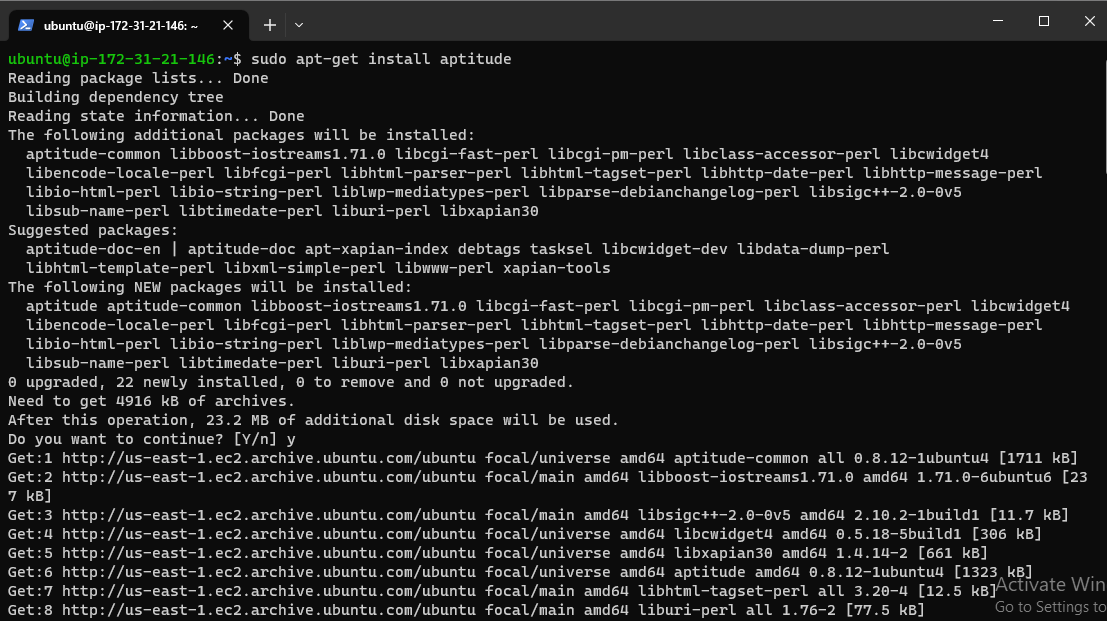 ubuntu@ip-172-31-21-146: ~
ubuntu@ip-172-31-21-146:~$ sudo apt-get install aptitude
Reading package lists... Done
Building dependency tree
Reading state information... Done
The following additional packages will be installed:
  aptitude-common libboost-iostreams1.71.0 libcgi-fast-perl libcgi-pm-perl libclass-accessor-perl libcwidget4
  libencode-locale-perl libfcgi-perl libhtml-parser-perl libhtml-tagset-perl libhttp-date-perl libhttp-message-perl
  libio-html-perl libio-string-perl liblwp-mediatypes-perl libparse-debianchangelog-perl libsigc++-2.0-0v5
  libsub-name-perl libtimedate-perl liburi-perl libxapian30
Suggested packages:
  aptitude-doc-en | aptitude-doc apt-xapian-index debtags tasksel libcwidget-dev libdata-dump-perl
  libhtml-template-perl libxml-simple-perl libwww-perl xapian-tools
The following NEW packages will be installed:
  aptitude aptitude-common libboost-iostreams1.71.0 libcgi-fast-perl libcgi-pm-perl libclass-accessor-perl libcwidget4
  libencode-locale-perl libfcgi-perl libhtml-parser-perl libhtml-tagset-perl libhttp-date-perl libhttp-message-perl
  libio-html-perl libio-string-perl liblwp-mediatypes-perl libparse-debianchangelog-perl libsigc++-2.0-0v5
  libsub-name-perl libtimedate-perl liburi-perl libxapian30
0 upgraded, 22 newly installed, 0 to remove and 0 not upgraded.
Need to get 4916 kB of archives.
After this operation, 23.2 MB of additional disk space will be used.
Do you want to continue? [Y/n] y
Get:1 http://us-east-1.ec2.archive.ubuntu.com/ubuntu focal/universe amd64 aptitude-common all 0.8.12-1ubuntu4 [1711 kB]
Get:2 http://us-east-1.ec2.archive.ubuntu.com/ubuntu focal/main amd64 libboost-iostreams1.71.0 amd64 1.71.0-6ubuntu6 [23
7 kB]
Get:3 http://us-east-1.ec2.archive.ubuntu.com/ubuntu focal/main amd64 libsigc++-2.0-0v5 amd64 2.10.2-1build1 [11.7 kB]
Get:4 http://us-east-1.ec2.archive.ubuntu.com/ubuntu focal/universe amd64 libcwidget4 amd64 0.5.18-5build1 [306 kB]
Get:5 http://us-east-1.ec2.archive.ubuntu.com/ubuntu focal/universe amd64 libxapian30 amd64 1.4.14-2 [661 kB]
Get:6 http://us-east-1.ec2.archive.ubuntu.com/ubuntu focal/universe amd64 aptitude amd64 0.8.12-1ubuntu4 [1323 kB]
Get:7 http://us-east-1.ec2.archive.ubuntu.com/ubuntu focal/main amd64 libhtml-tagset-perl all 3.20-4 [12.5 kB]
Get:8 http://us-east-1.ec2.archive.ubuntu.com/ubuntu focal/main amd64 liburi-perl all 1.76-2 [77.5 kB]
Activate Win
Go to Settings to